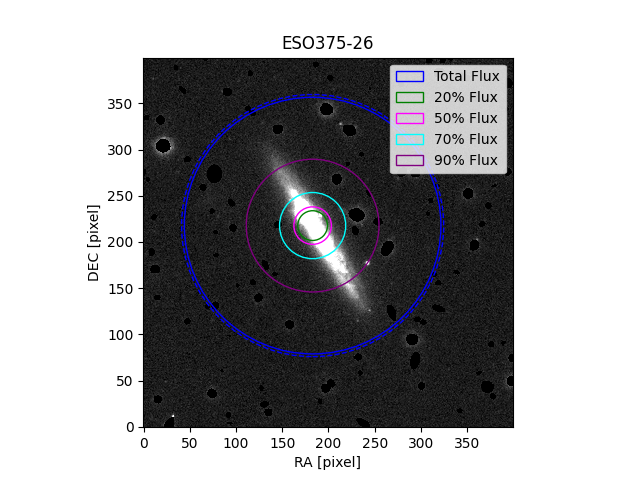 ESO375-26
Total Flux
20% Flux
50% Flux
70% Flux
90% Flux
DEC [pixel]
350
300
250
200
150
100
50
0
0 50 100 150 200 250 300 350
RA [pixel]